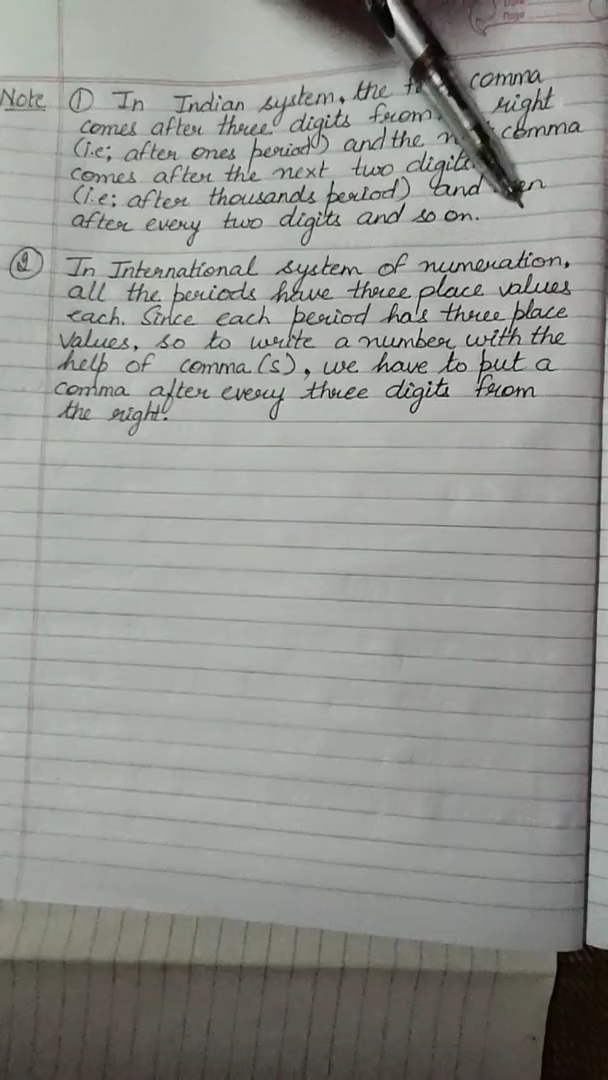 Date
Page
Note ① In Indian system, the comma
comes after three digits from right
(i.e; after ones period) and the comma
comes after the next two digits
(i.e; after thousands period) and
after every two digits and so on.
② In International system of numeration,
all the periods have three place values
each. Since each period has three place
values, so to write a number with the
help of comma(s), we have to put a
comma after every three digits from
the right.